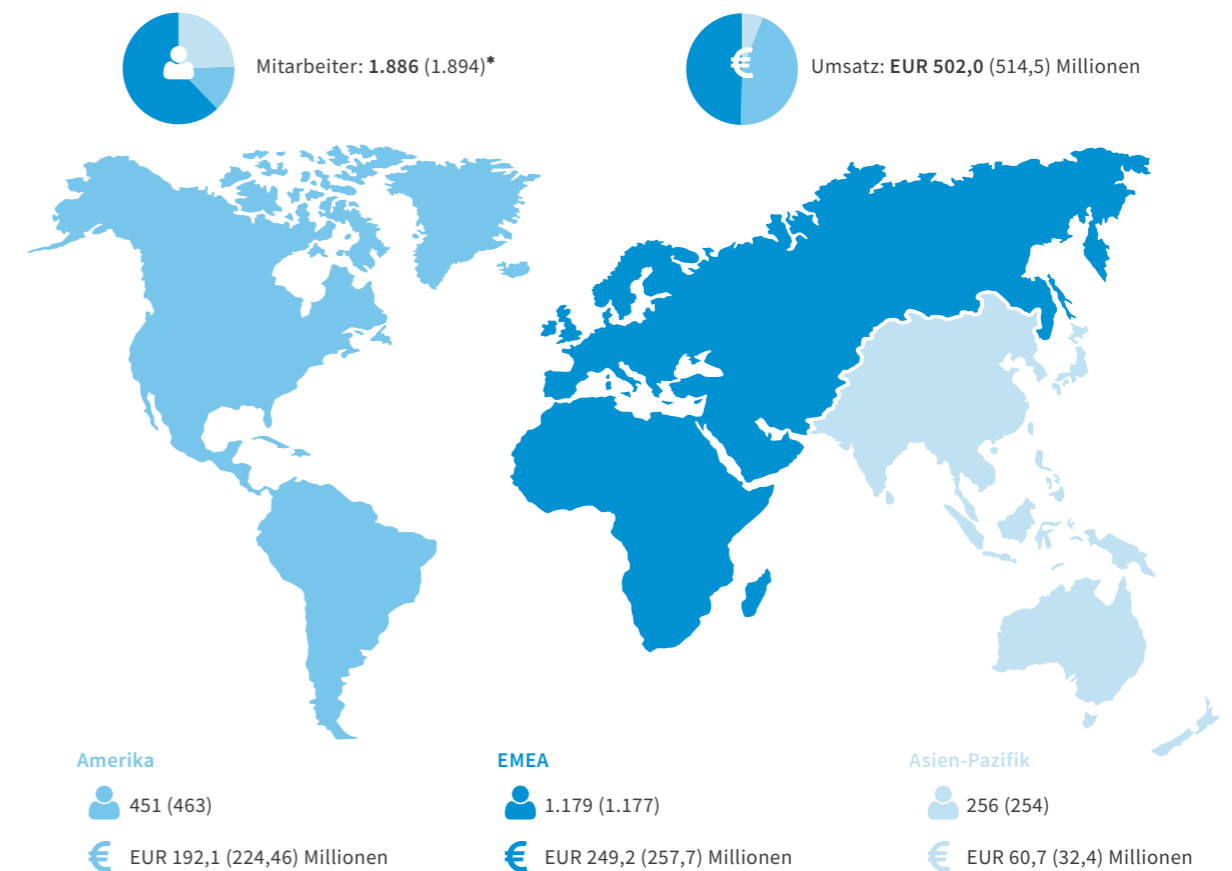 Mitarbeiter: 1.886 (1.894)*
Umsatz: EUR 502,0 (514,5) Millionen
Amerika
451 (463)
€ EUR 192,1 (224,46) Millionen
EMEA
1.179 (1.177)
€ EUR 249,2 (257,7) Millionen
Asien-Pazifik
256 (254)
€ EUR 60,7 (32,4) Millionen